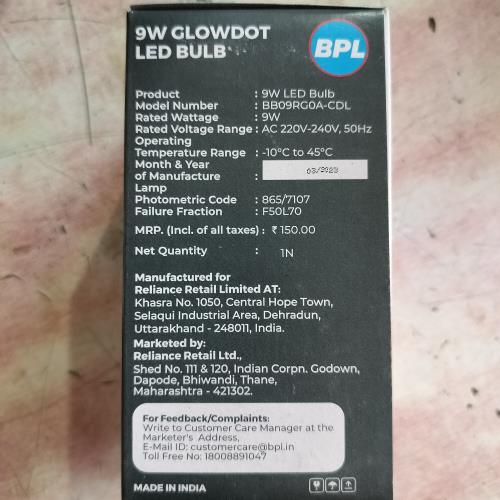 9W GLOWDOT
LED BULB
BPL
Product : 9W LED Bulb
Model Number : BB09RG0A-CDL
Rated Wattage : 9W
Rated Voltage Range : AC 220V-240V, 50Hz
Operating
Temperature Range : -10°C to 45°C
Month & Year
of Manufacture : 03/2023
Lamp
Photometric Code : 865/7107
Failure Fraction : F50L70
MRP. (Incl. of all taxes) : ₹ 150.00
Net Quantity : 1N
Manufactured for
Reliance Retail Limited AT:
Khasra No. 1050, Central Hope Town,
Selaqui Industrial Area, Dehradun,
Uttarakhand - 248011, India.
Marketed by:
Reliance Retail Ltd.,
Shed No. 111 & 120, Indian Corpn. Godown,
Dapode, Bhiwandi, Thane,
Maharashtra - 421302.
For Feedback/Complaints:
Write to Customer Care Manager at the
Marketer's Address,
E-Mail ID: customercare@bpl.in
Toll Free No: 18008891047
MADE IN INDIA